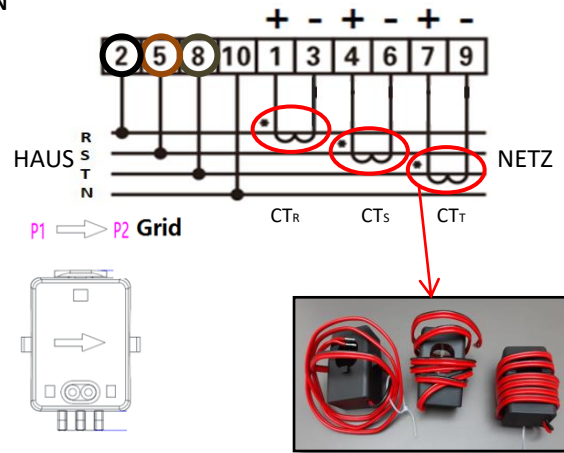 N
+ - + - + -
2 5 8 10 1 3 4 6 7 9
R
HAUS S NETZ
T
N
CTR CTS CTT
P1 P2 Grid